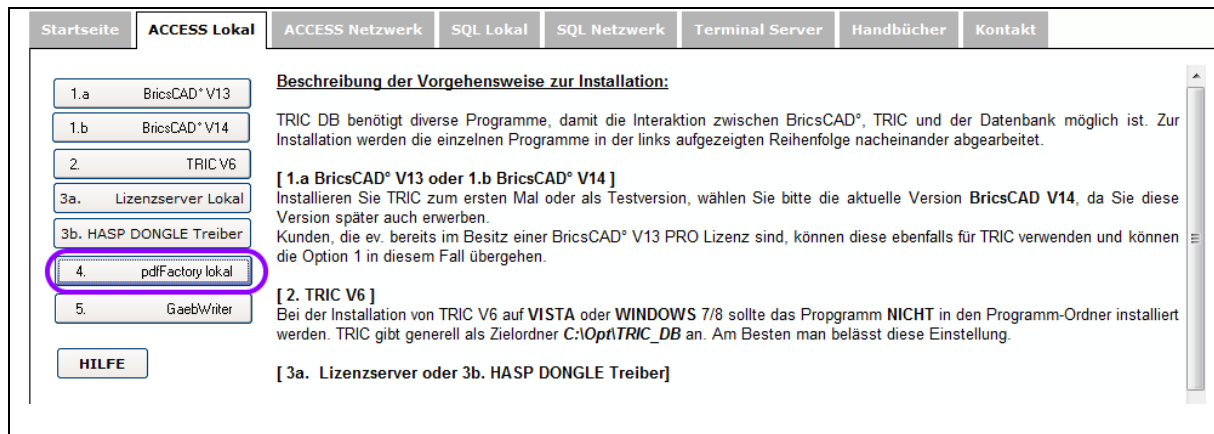 Startseite ACCESS Lokal ACCESS Netzwerk SQL Lokal SQL Netzwerk Terminal Server Handbücher Kontakt
1.a BricsCAD° V13
1.b BricsCAD° V14
2. TRIC V6
3a. Lizenzserver Lokal
3b. HASP DONGLE Treiber
4. pdfFactory lokal
5. GaebWriter
HILFE
Beschreibung der Vorgehensweise zur Installation:
TRIC DB benötigt diverse Programme, damit die Interaktion zwischen BricsCAD°, TRIC und der Datenbank möglich ist. Zur
Installation werden die einzelnen Programme in der links aufgezeigten Reihenfolge nacheinander abgearbeitet.
[ 1.a BricsCAD° V13 oder 1.b BricsCAD° V14 ]
Installieren Sie TRIC zum ersten Mal oder als Testversion, wählen Sie bitte die aktuelle Version BricsCAD V14, da Sie diese
Version später auch erwerben.
Kunden, die ev. bereits im Besitz einer BricsCAD° V13 PRO Lizenz sind, können diese ebenfalls für TRIC verwenden und können
die Option 1 in diesem Fall übergehen.
[ 2. TRIC V6 ]
Bei der Installation von TRIC V6 auf VISTA oder WINDOWS 7/8 sollte das Propgramm NICHT in den Programm-Ordner installiert
werden. TRIC gibt generell als Zielordner C:\Opt\TRIC_DB an. Am Besten man belässt diese Einstellung.
[ 3a. Lizenzserver oder 3b. HASP DONGLE Treiber]